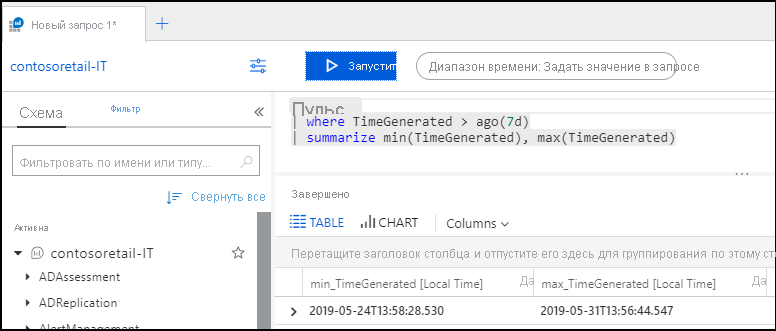 Новый запрос 1*
contosoretail-IT
Запустит
Диапазон времени: Задать значение в запросе
Схема
Фильтр
Пульс
| where TimeGenerated > ago(7d)
| summarize min(TimeGenerated), max(TimeGenerated)
Фильтровать по имени или типу...
Свернуть все
Завершено
TABLE CHART Columns
Активна
Перетащите заголовок столбца и отпустите его здесь для группирования по этому ст
contosoretail-IT
min_TimeGenerated [Local Time] Да max_TimeGenerated [Local Time] Да
ADAssessment
2019-05-24T13:58:28.530 2019-05-31T13:56:44.547
ADReplication
AlertManagement